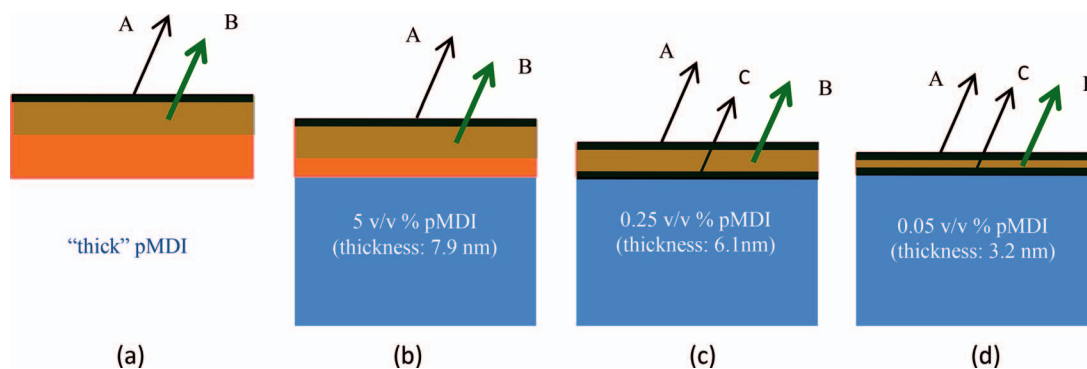 A
B
"thick" pMDI
(a)
A
B
5 v/v % pMDI
(thickness: 7.9 nm)
(b)
A
C
B
0.25 v/v % pMDI
(thickness: 6.1nm)
(c)
A
C
0.05 v/v % pMDI
(thickness: 3.2 nm)
(d)